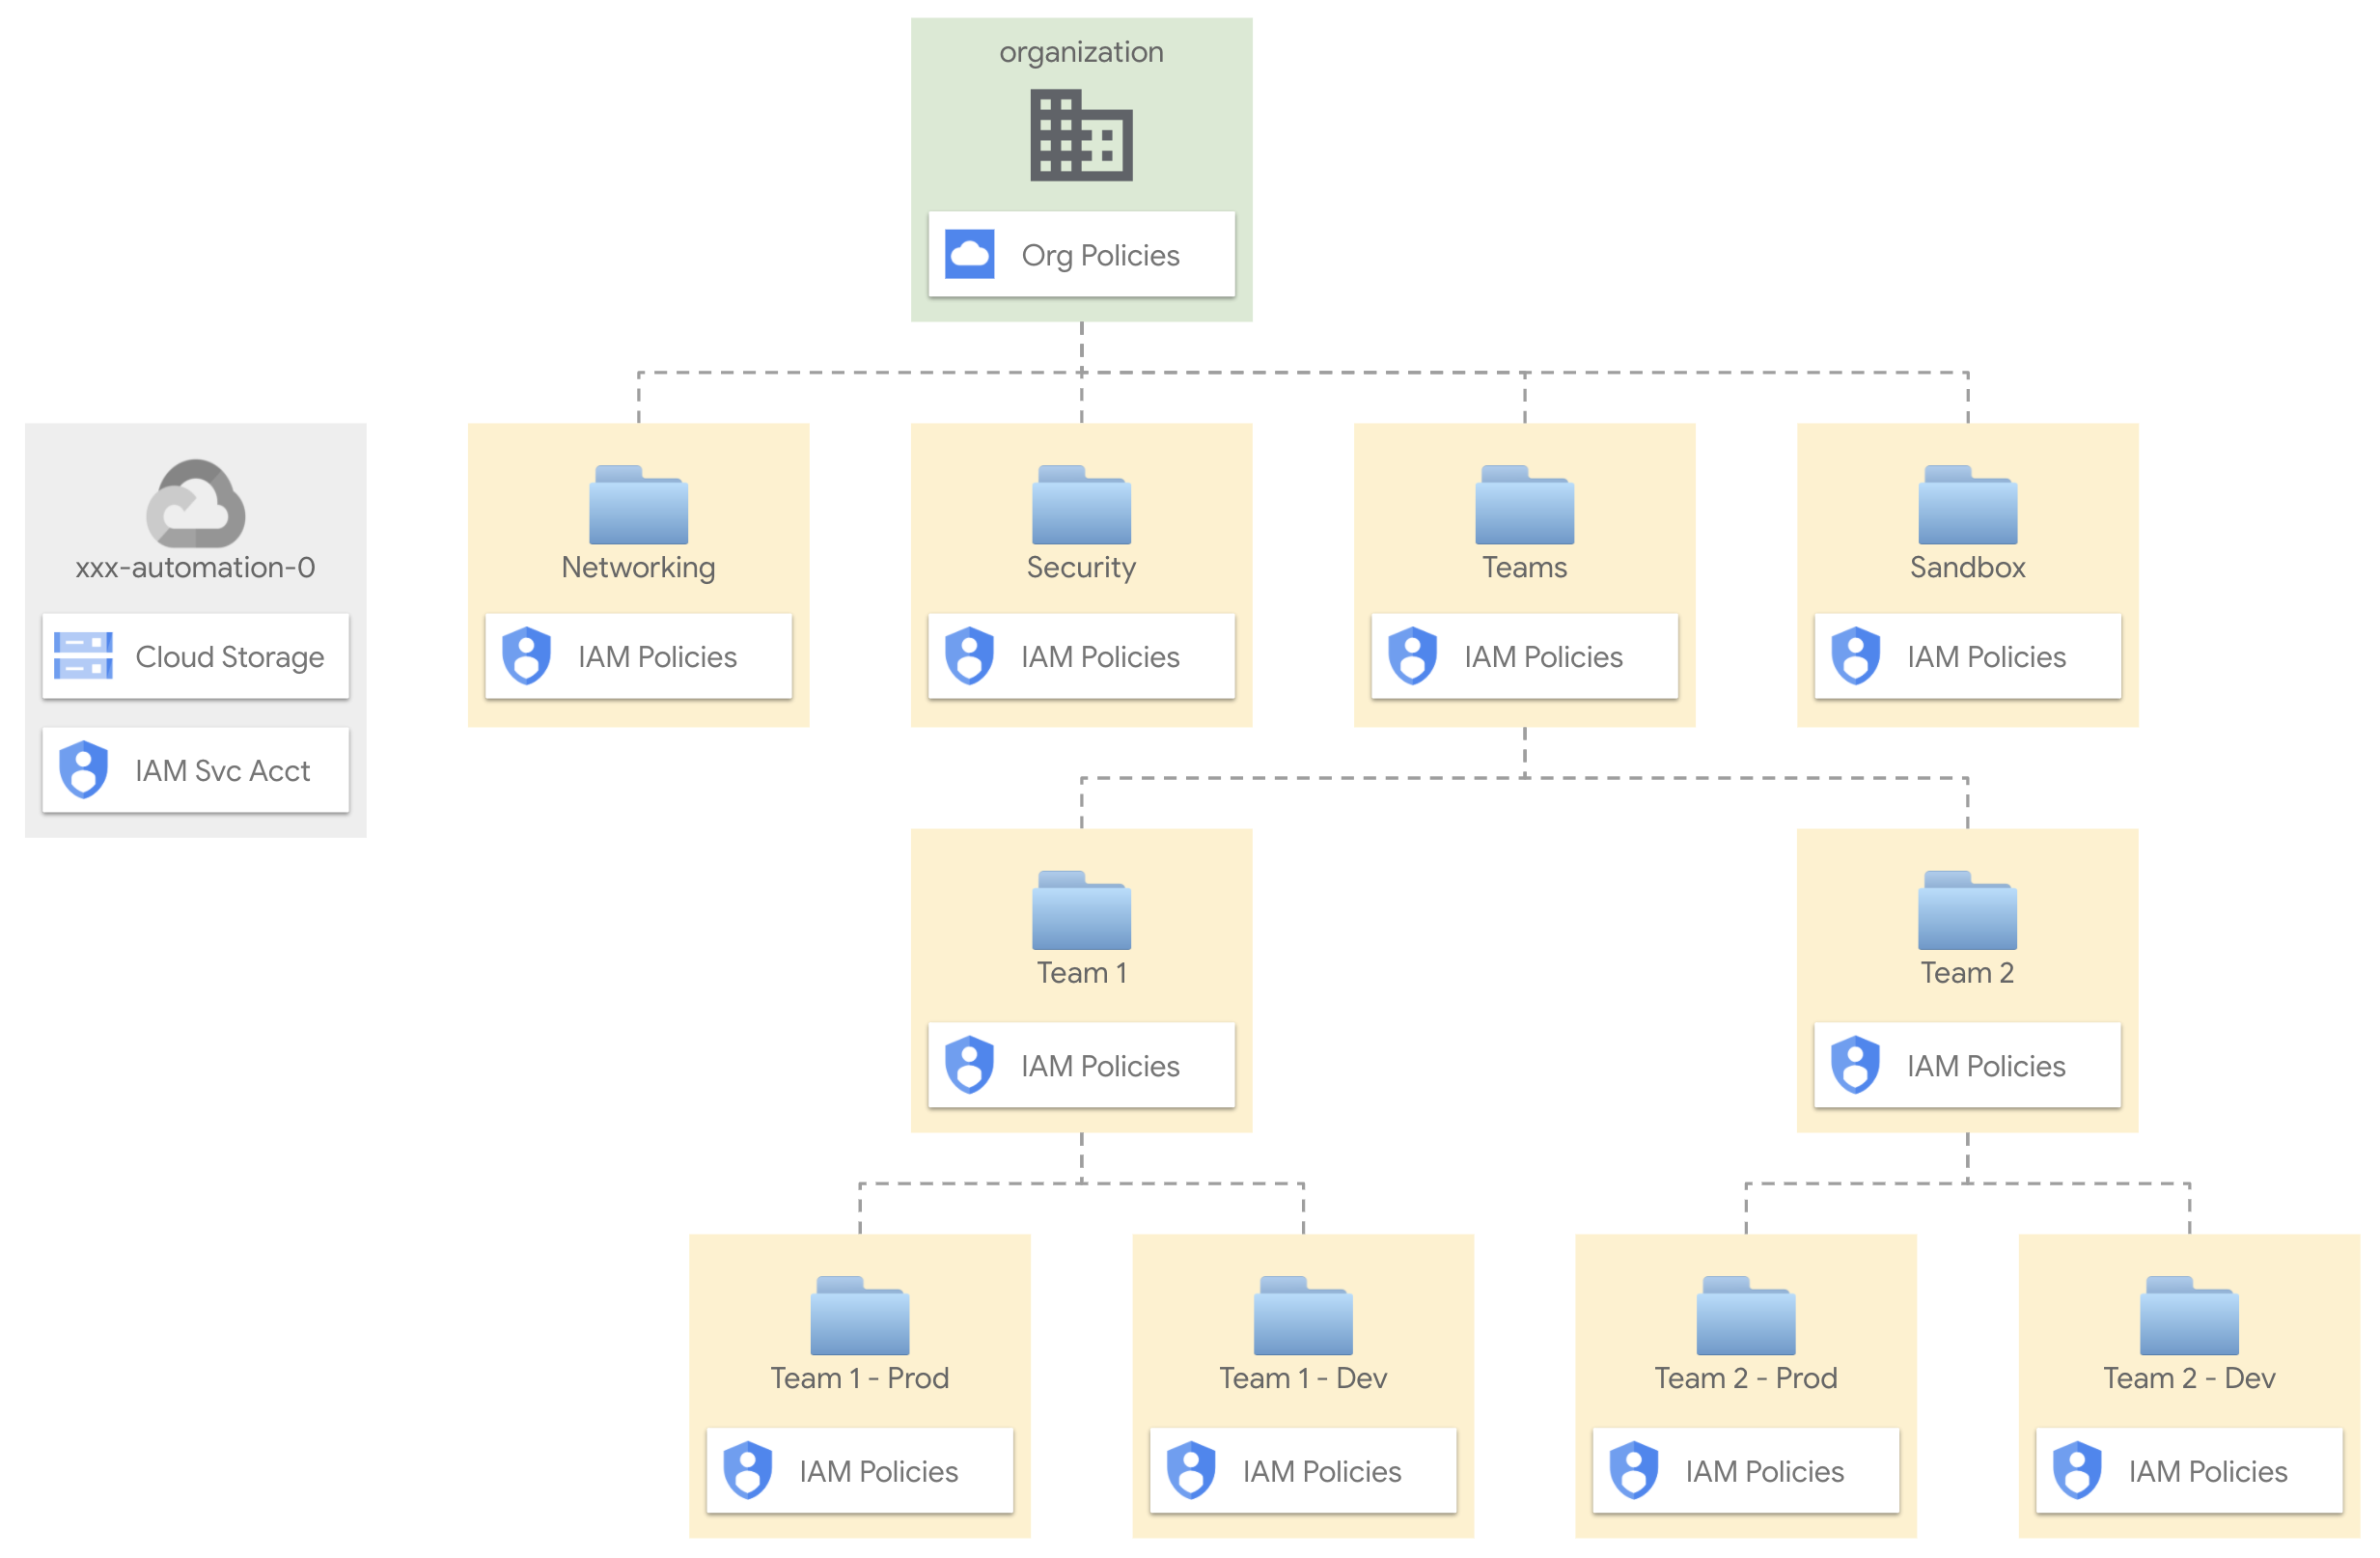 organization
Org Policies
xxx-automation-0
Cloud Storage
IAM Svc Acct
Networking
IAM Policies
Security
IAM Policies
Teams
IAM Policies
Sandbox
IAM Policies
Team 1
IAM Policies
Team 2
IAM Policies
Team 1 - Prod
IAM Policies
Team 1 - Dev
IAM Policies
Team 2 - Prod
IAM Policies
Team 2 - Dev
IAM Policies